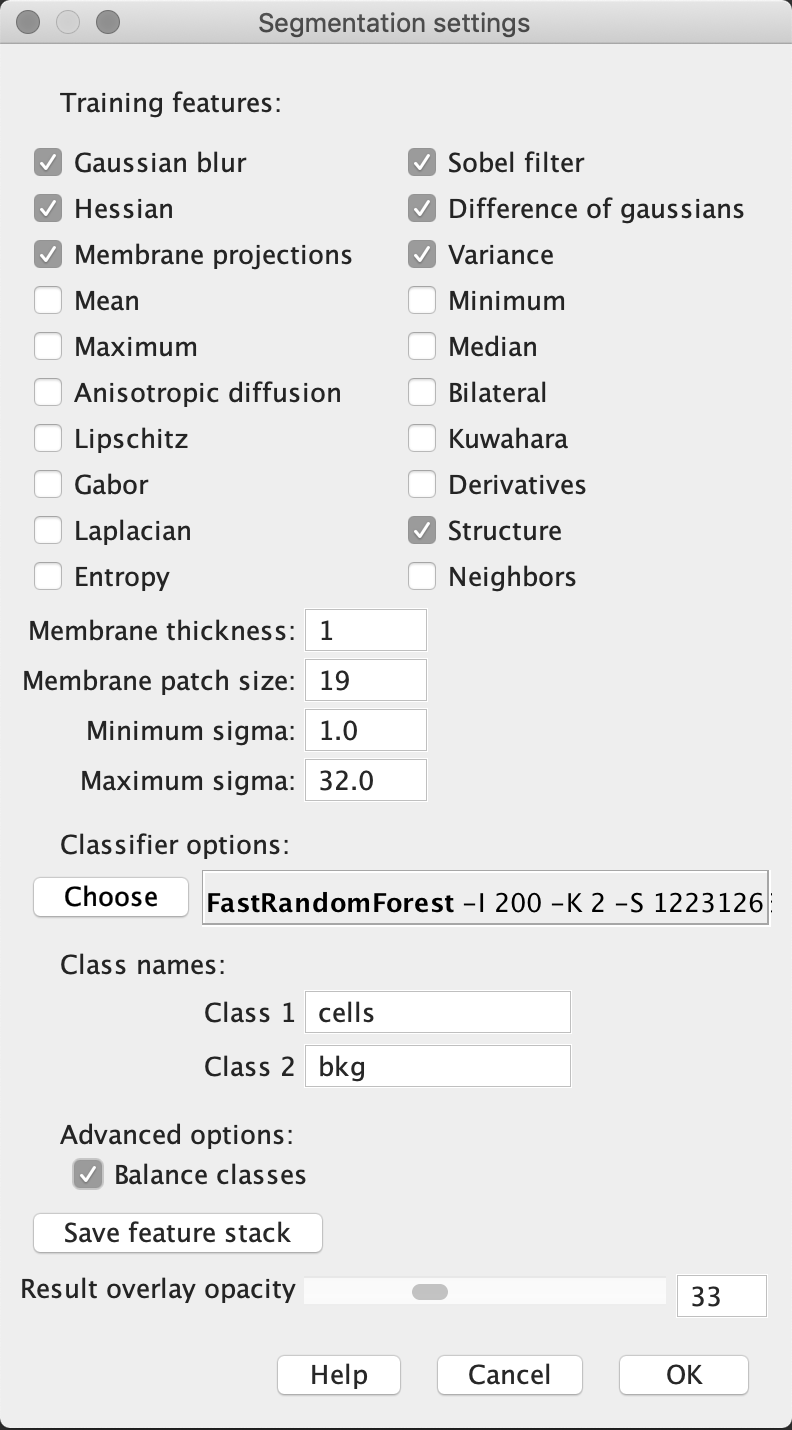 Segmentation settings
Training features:
Gaussian blur Sobel filter
Hessian Difference of gaussians
Membrane projections Variance
Mean Minimum
Maximum Median
Anisotropic diffusion Bilateral
Lipschitz Kuwahara
Gabor Derivatives
Laplacian Structure
Entropy Neighbors
Membrane thickness: 1
Membrane patch size: 19
Minimum sigma: 1.0
Maximum sigma: 32.0
Classifier options:
Choose FastRandomForest -I 200 -K 2 -S 1223126
Class names:
Class 1 cells
Class 2 bkg
Advanced options:
Balance classes
Save feature stack
Result overlay opacity 33
Help Cancel OK